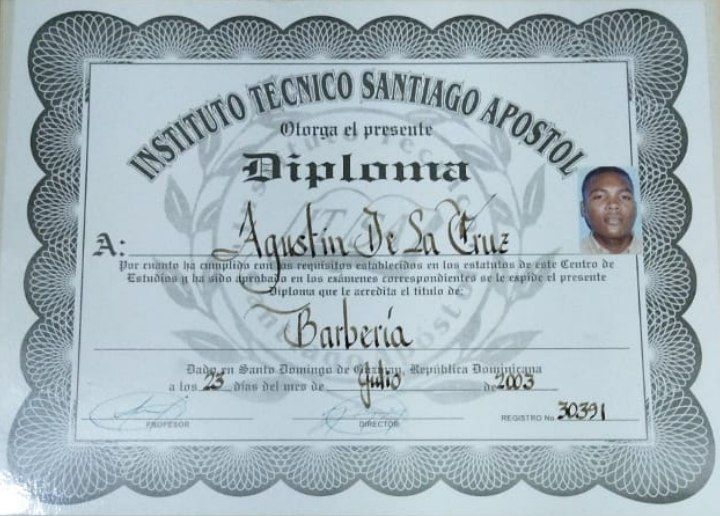 INSTITUTO TECNICO SANTIAGO APOSTOL
Otorga el presente
Diploma
A: Agustín De La Cruz
Por cuanto ha cumplido con los requisitos establecidos en los estatutos de este Centro de
Estudios y ha sido aprobado en los exámenes correspondientes se le expide el presente
Diploma que le acredita el titulo de:
Barbería
Dado en Santo Domingo de Guzman, República Dominicana
a los 23 días del mes de Julio de 2003
PROFESOR DIRECTOR REGISTRO No 30391